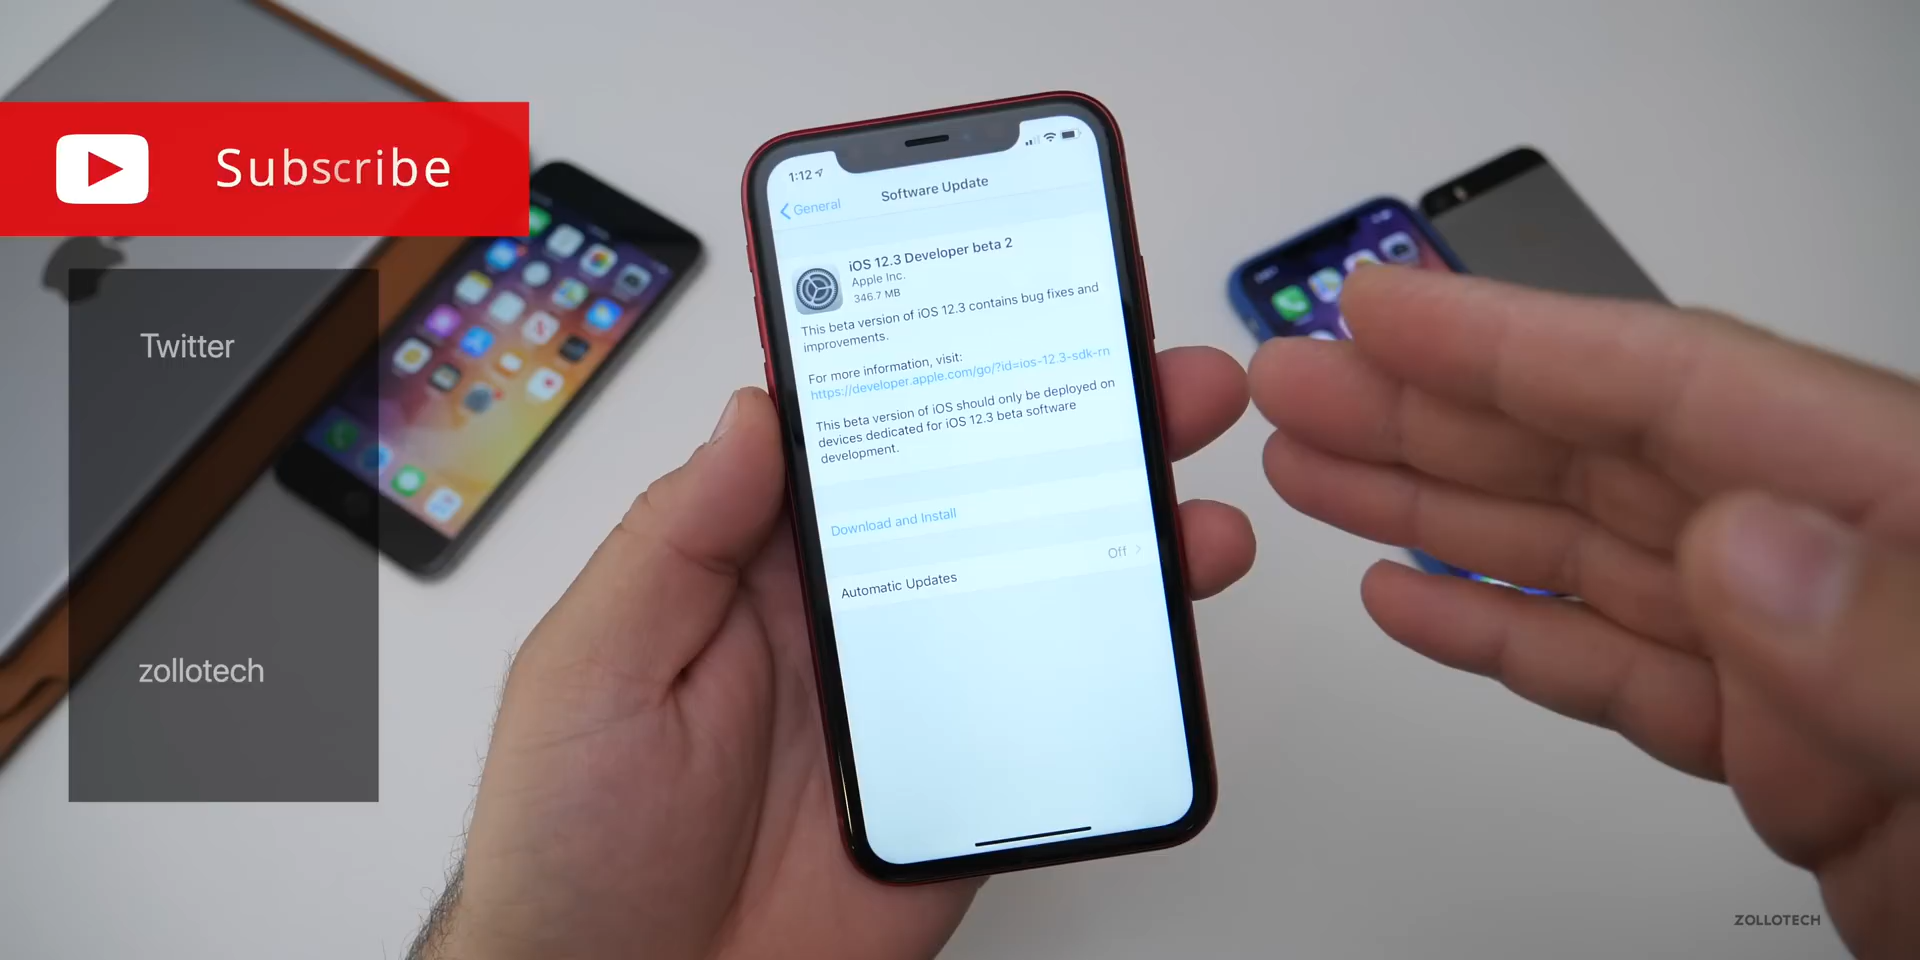 Subscribe
Twitter
zollotech
1:12
General
Software Update
iOS 12.3 Developer beta 2
Apple Inc.
346.7 MB
This beta version of iOS 12.3 contains bug fixes and
improvements.
For more information, visit:
https://developer.apple.com/go/?id=ios-12.3-sdk-rn
This beta version of iOS should only be deployed on
devices dedicated for iOS 12.3 beta software
development.
Download and Install
Automatic Updates
Off
ZOLLOTECH